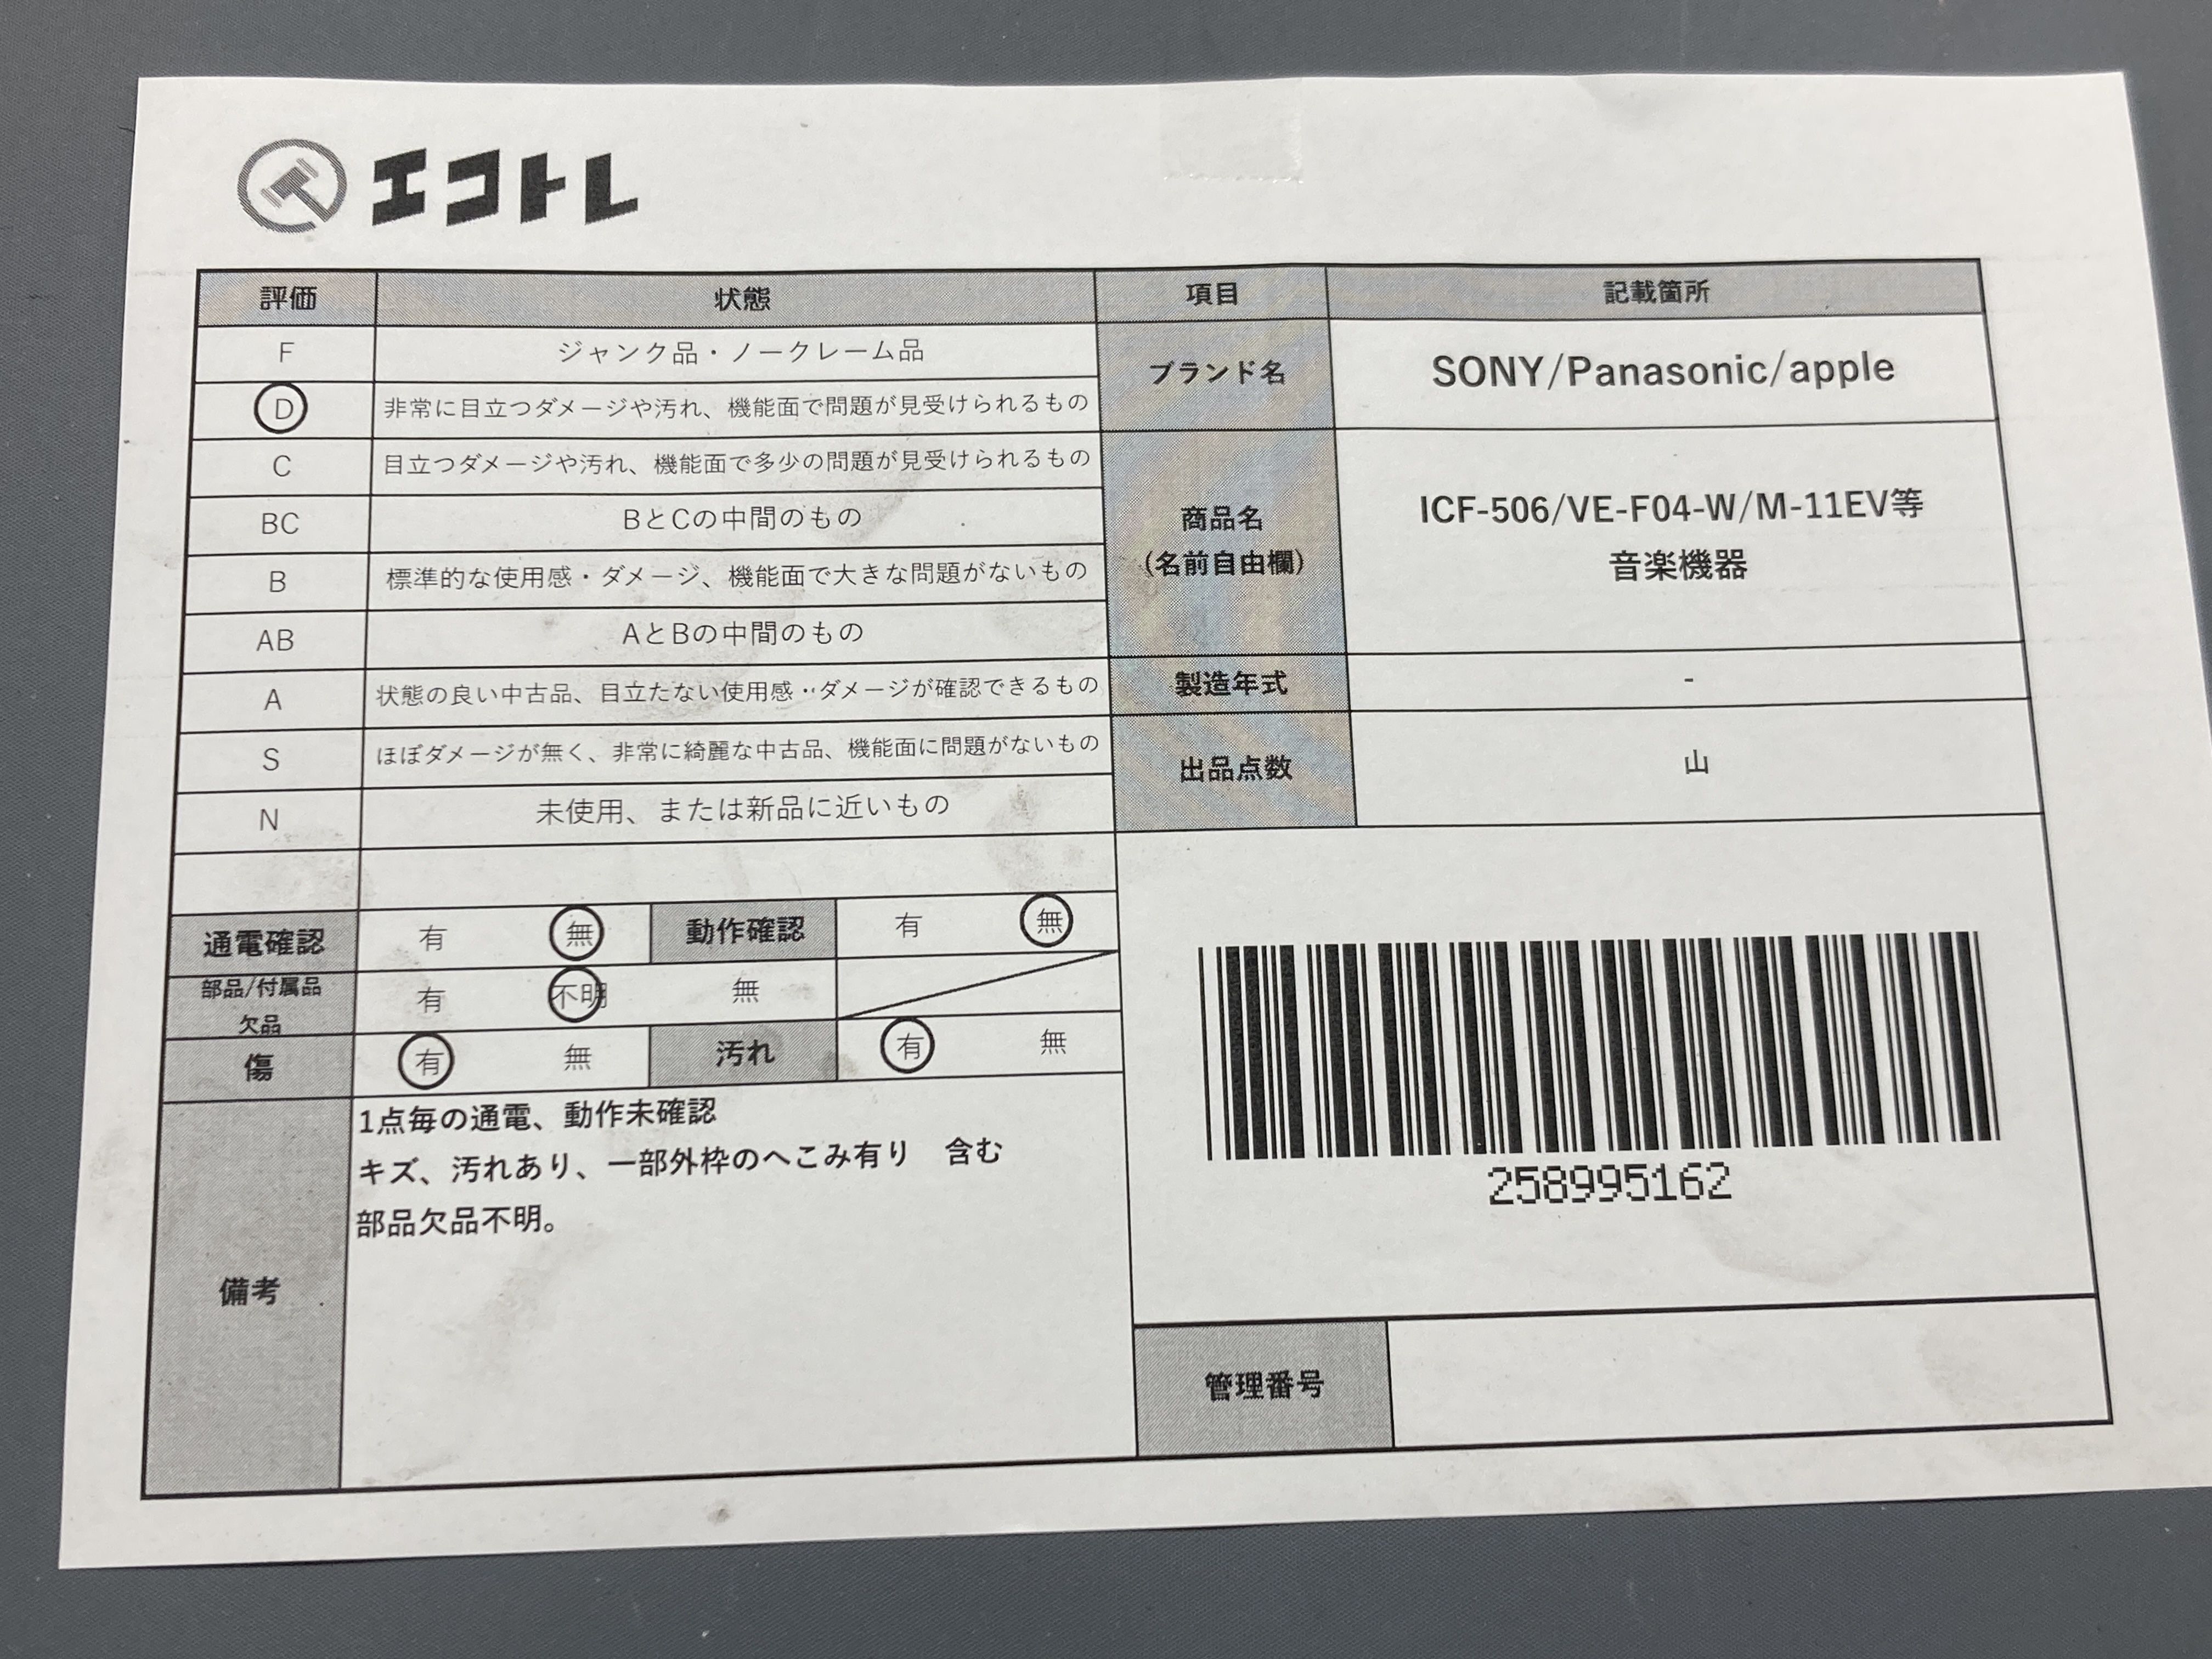 エコトレ
評価 状態 項目 記載箇所
F ジャンク品・ノークレーム品
D 非常に目立つダメージや汚れ、機能面で問題が見受けられるもの
C 目立つダメージや汚れ、機能面で多少の問題が見受けられるもの
BC BとCの中間のもの
B 標準的な使用感・ダメージ、機能面で大きな問題がないもの
AB AとBの中間のもの
A 状態の良い中古品、目立たない使用感・ダメージが確認できるもの
S ほぼダメージが無く、非常に綺麗な中古品、機能面に問題がないもの
N 未使用、または新品に近いもの
ブランド名 SONY/Panasonic/apple
商品名
(名前自由欄)
ICF-506/VE-F04-W/M-11EV等
音楽機器
製造年式 -
出品点数 山
通電確認 有 無 動作確認 有 無
部品/付属品
欠品
有 不明 無
傷 有 無 汚れ 有 無
備考
1点毎の通電、動作未確認
キズ、汚れあり、一部外枠のへこみ有り 含む
部品欠品不明。
258995162
管理番号